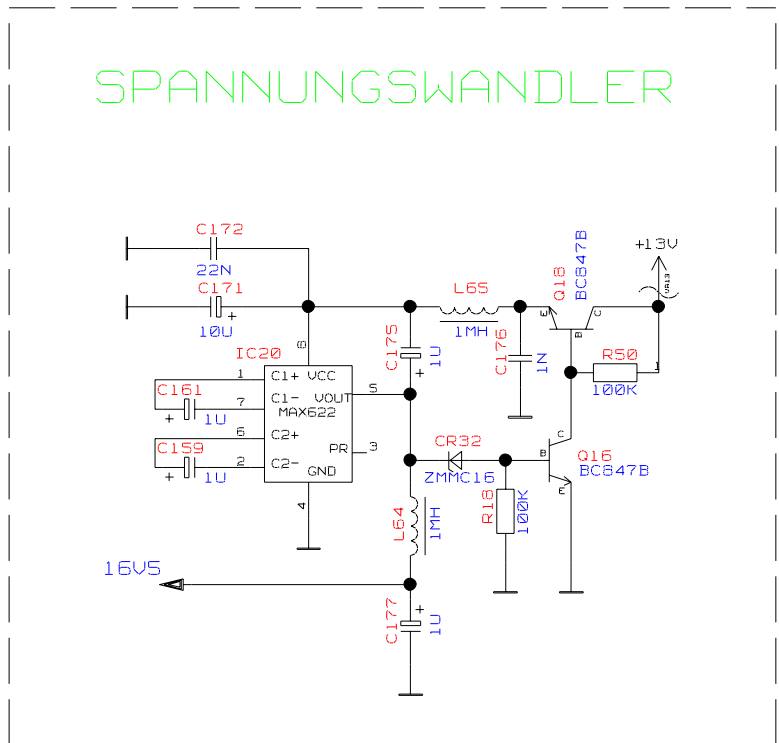 SPANNUNGSWANDLER
C172
22N
C171
+
10U
L65
1MH
Q18
BC847B
E
B
C
+13V
VR13
C175
1U
+
C176
1N
R50
1
100K
IC20
8
1
C1+
VCC
7
C1-
VOUT
5
MAX622
6
C2+
PR
3
2
C2-
GND
4
C161
+
1U
C159
+
1U
CR32
ZMMC16
B
C
E
Q16
BC847B
R18
100K
L64
1MH
16V5
C177
+
1U